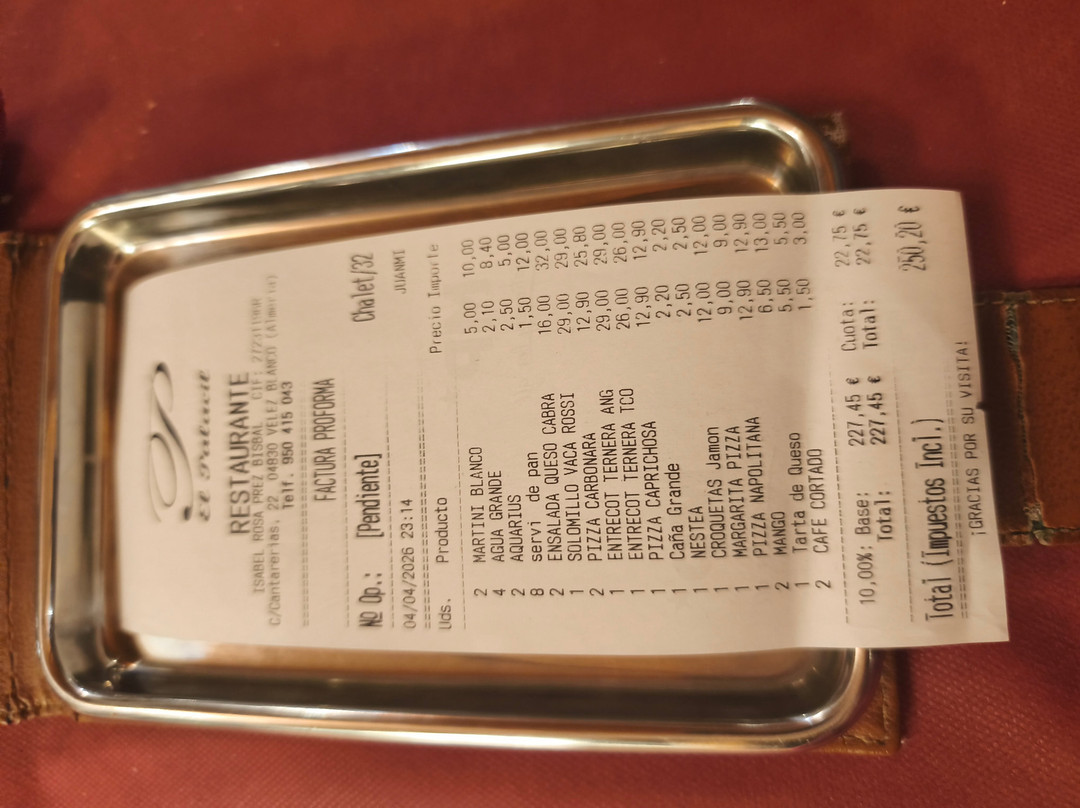 El Palacio
RESTAURANTE
ISABEL ROSA PREZ BISBAL CIF:
C/Cantarerias, 22 04830 VELEZ BLANCO (Almeria)
Telf. 950 415 043
FACTURA PROFORMA
Nº Op.: [Pendiente] Chalet/32
04/04/2026 23:14 JUANMI
Uds. Producto Precio Importe
2 MARTINI BLANCO 5,00 10,00
4 AGUA GRANDE 2,10 8,40
2 AQUARIUS 2,50 5,00
8 servi de pan 1,50 12,00
2 ENSALADA QUESO CABRA 16,00 32,00
1 SOLOMILLO VACA ROSSI 29,00 29,00
2 PIZZA CARBONARA 12,90 25,80
1 ENTRECOT TERNERA ANG 29,00 29,00
1 ENTRECOT TERNERA TCO 26,00 26,00
1 PIZZA CAPRICHOSA 12,90 12,90
1 Caña Grande 2,20 2,20
1 NESTEA 2,50 2,50
1 CROQUETAS Jamon 12,00 12,00
1 MARGARITA PIZZA 9,00 9,00
1 PIZZA NAPOLITANA 12,90 12,90
2 MANGO 6,50 13,00
1 Tarta de Queso 5,50 5,50
2 CAFE CORTADO 1,50 3,00
10,00%: Base: 227,45 € Cuota: 22,75 €
Total: 227,45 € Total: 22,75 €
Total (Impuestos Incl.) 250,20 €
¡GRACIAS POR SU VISITA!